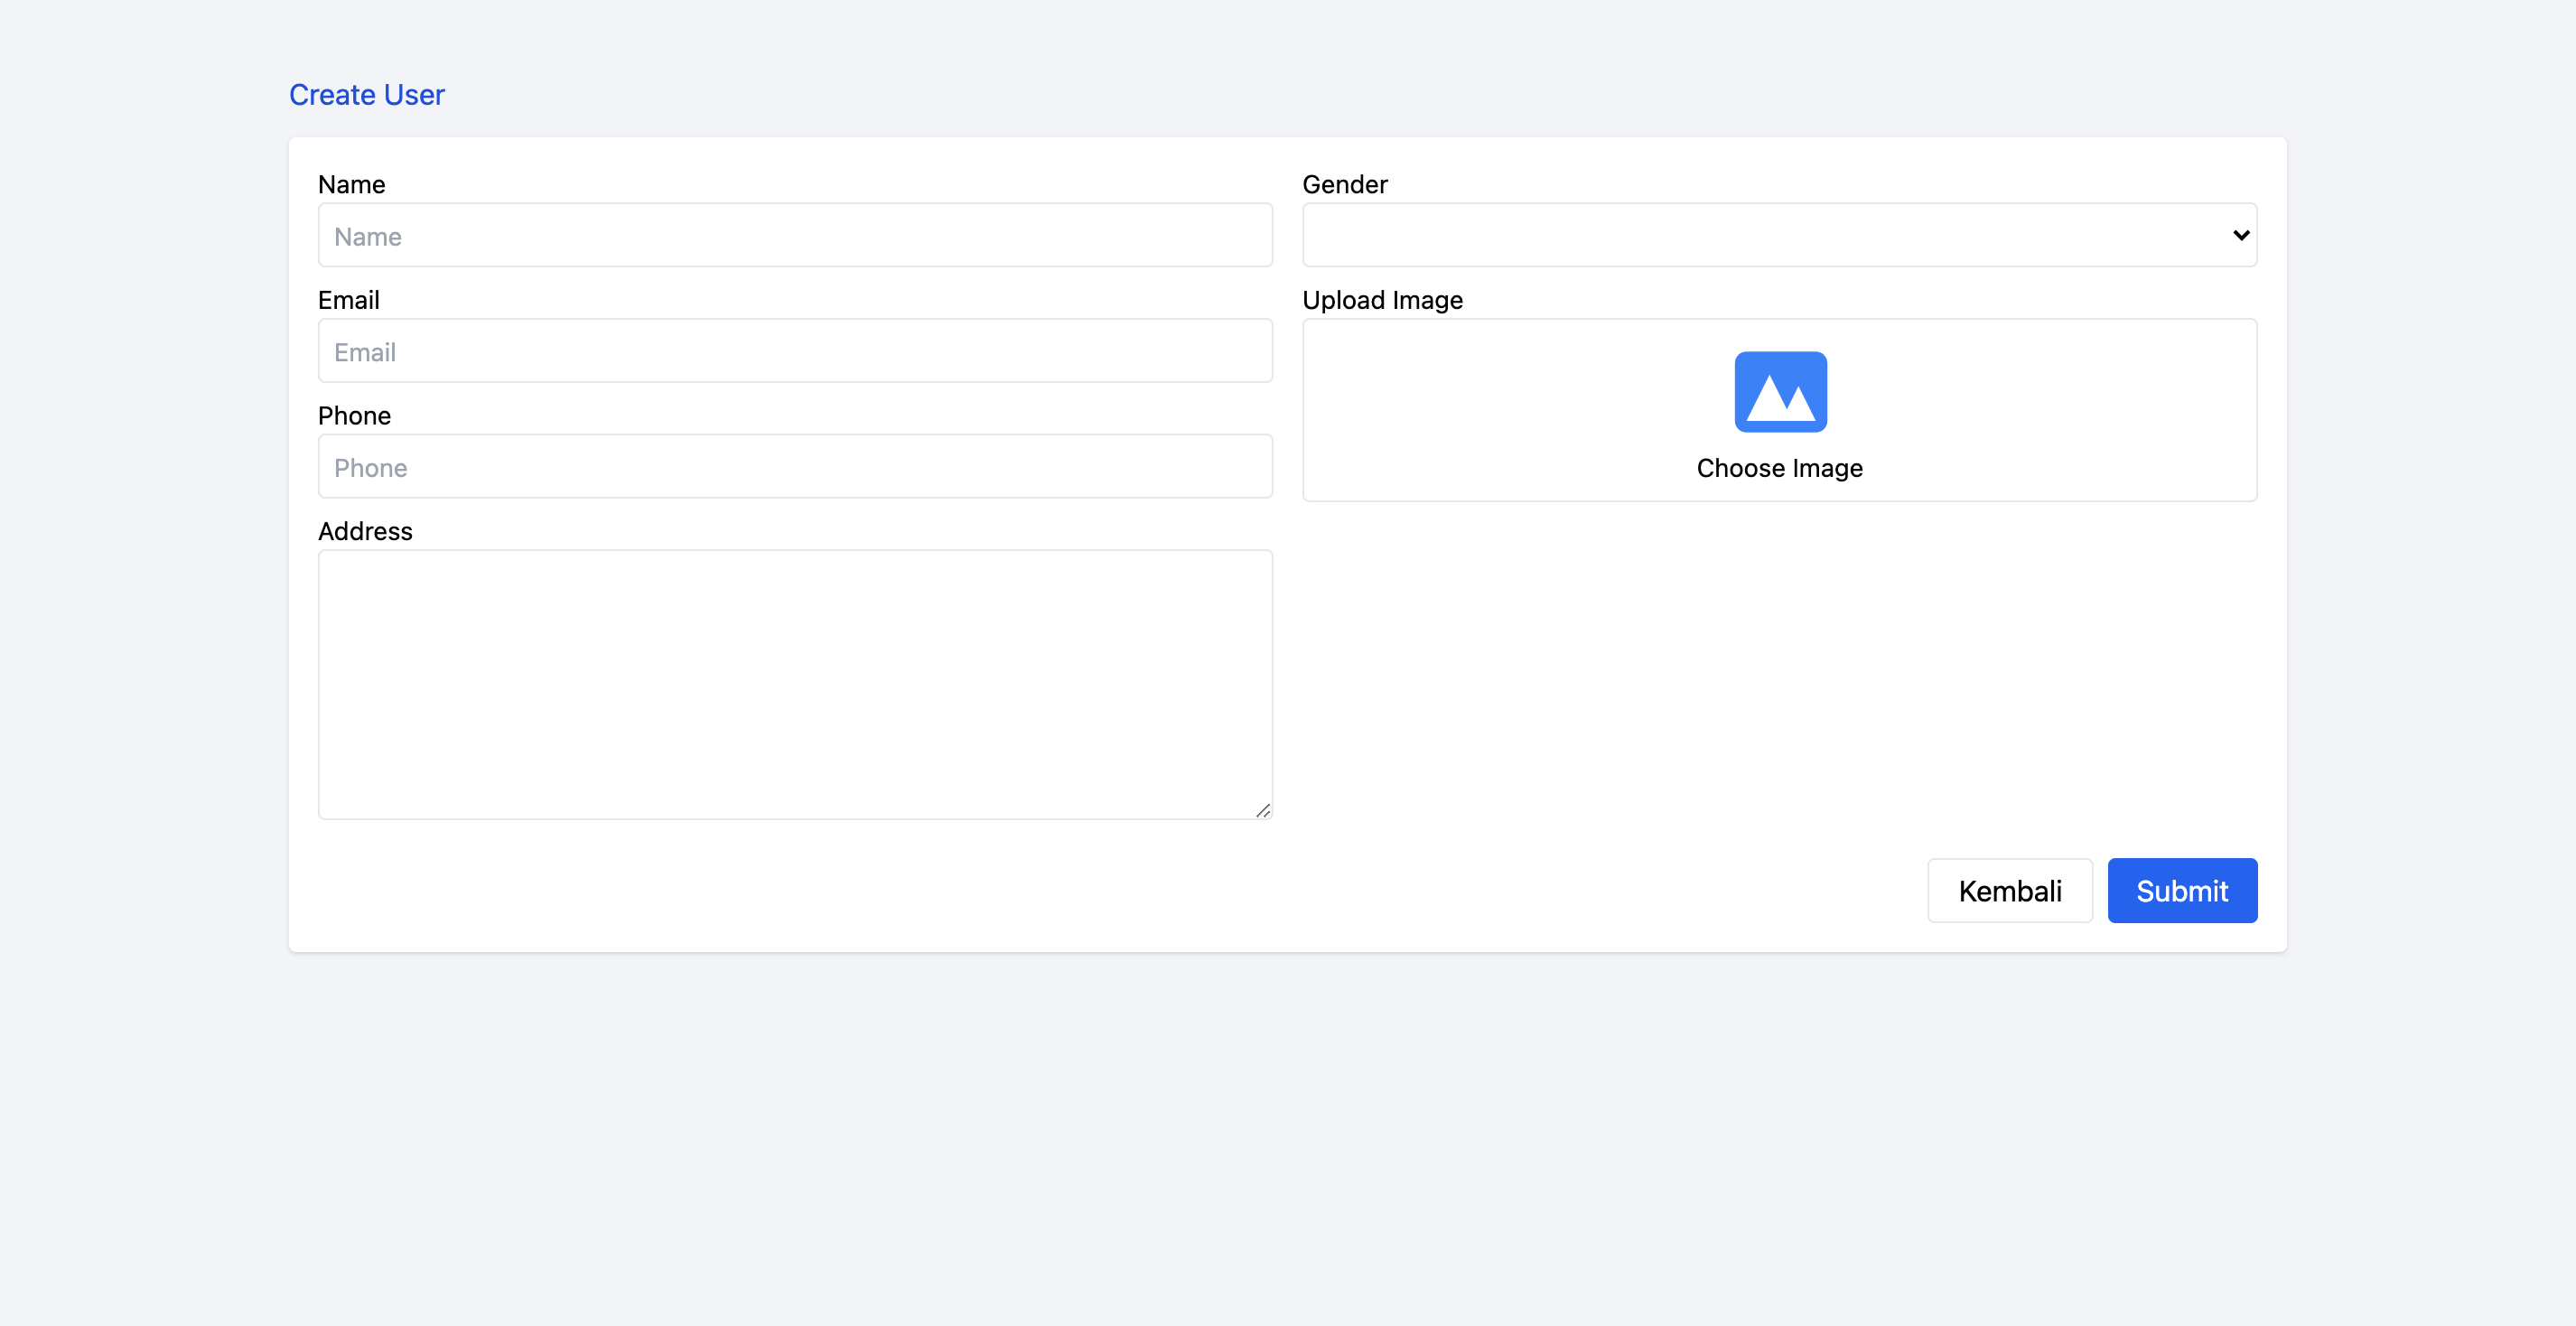 Create User
Name
Name
Email
Email
Phone
Phone
Address
Gender
Upload Image
Choose Image
Kembali
Submit